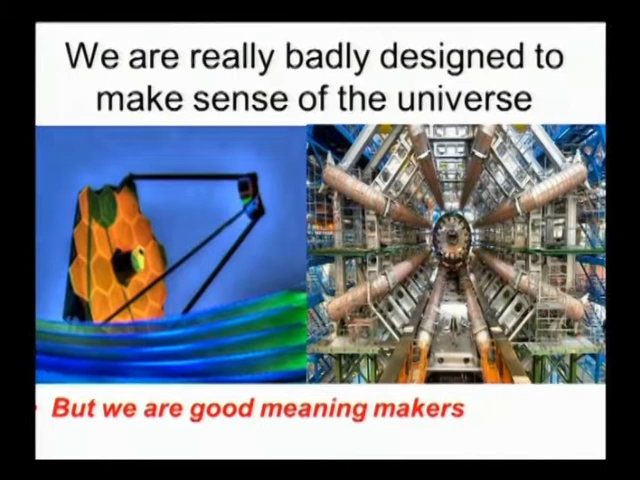 We are really badly designed to
make sense of the universe
But we are good meaning makers